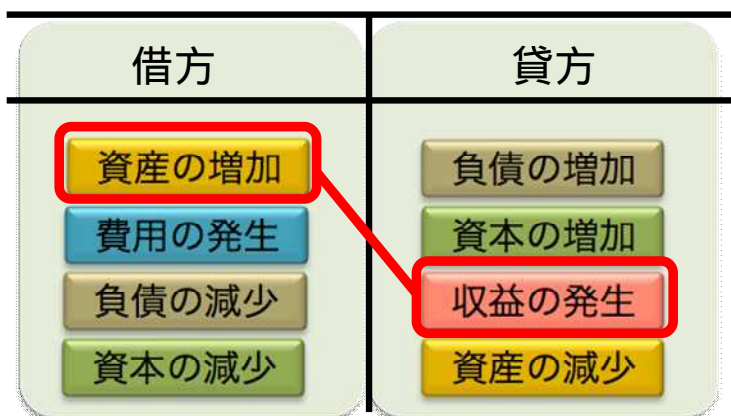 借方
貸方
資産の増加
費用の発生
負債の減少
資本の減少
負債の増加
資本の増加
収益の発生
資産の減少